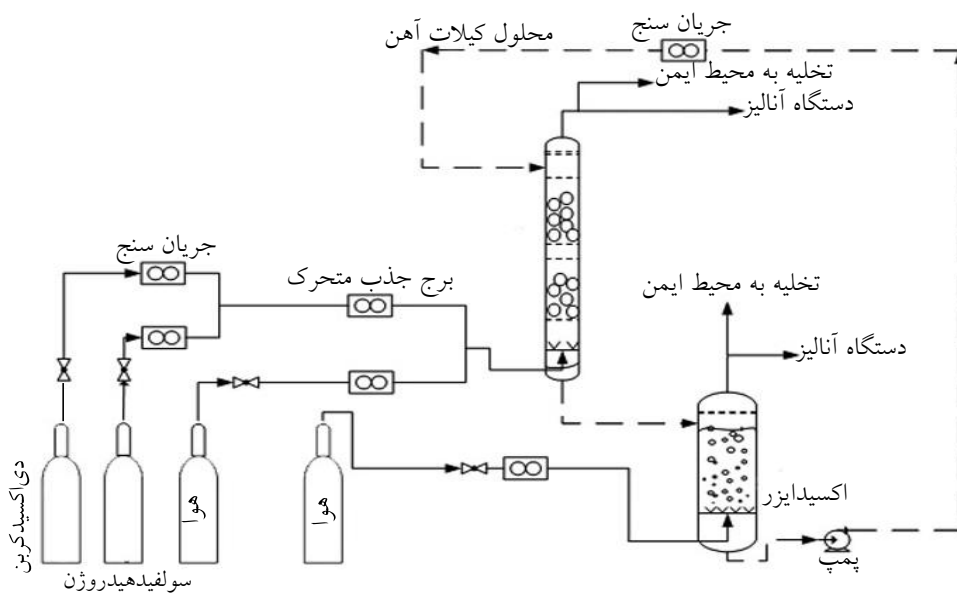 جریان سنج
محلول کیلات آهن
تخلیه به محیط ایمن
دستگاه آنالیز
جریان سنج
برج جذب متحرک
تخلیه به محیط ایمن
دستگاه آنالیز
اکسیدایزر
پمپ
دی‌اکسیدکربن
سولفیدهیدروژن
هوا
هوا